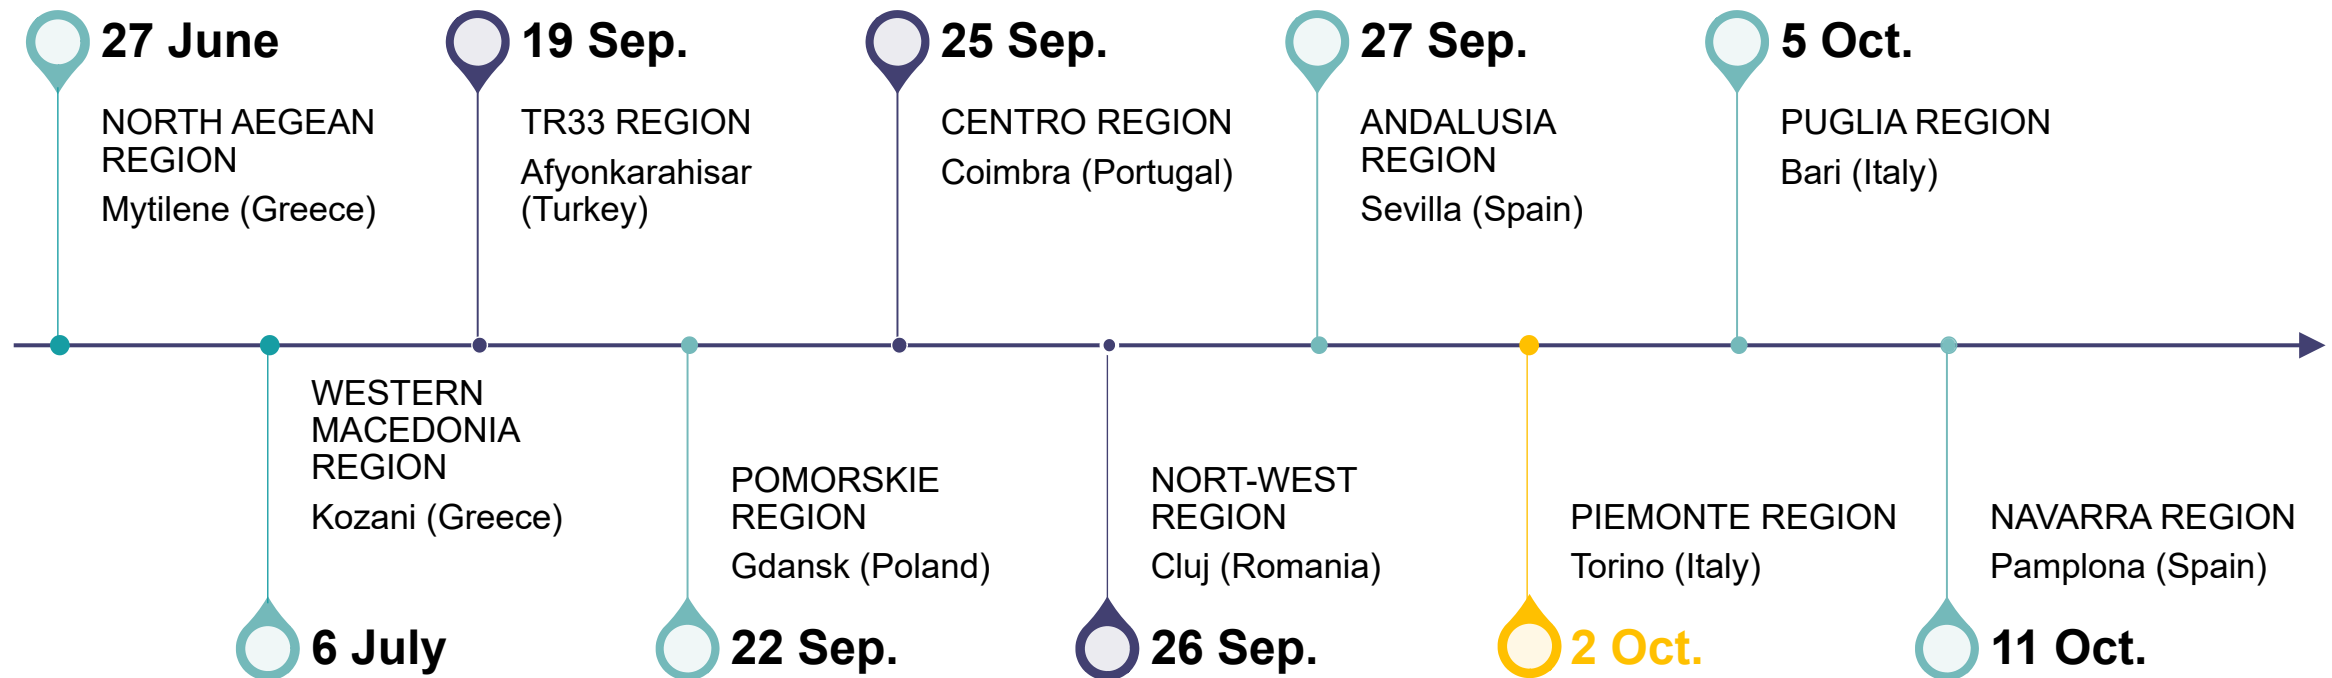 27 June
NORTH AEGEAN
REGION
Mytilene (Greece)
19 Sep.
TR33 REGION
Afyonkarahisar
(Turkey)
25 Sep.
CENTRO REGION
Coimbra (Portugal)
27 Sep.
ANDALUSIA
REGION
Sevilla (Spain)
5 Oct.
PUGLIA REGION
Bari (Italy)
WESTERN
MACEDONIA
REGION
Kozani (Greece)
6 July
POMORSKIE
REGION
Gdansk (Poland)
22 Sep.
NORT-WEST
REGION
Cluj (Romania)
26 Sep.
PIEMONTE REGION
Torino (Italy)
2 Oct.
NAVARRA REGION
Pamplona (Spain)
11 Oct.